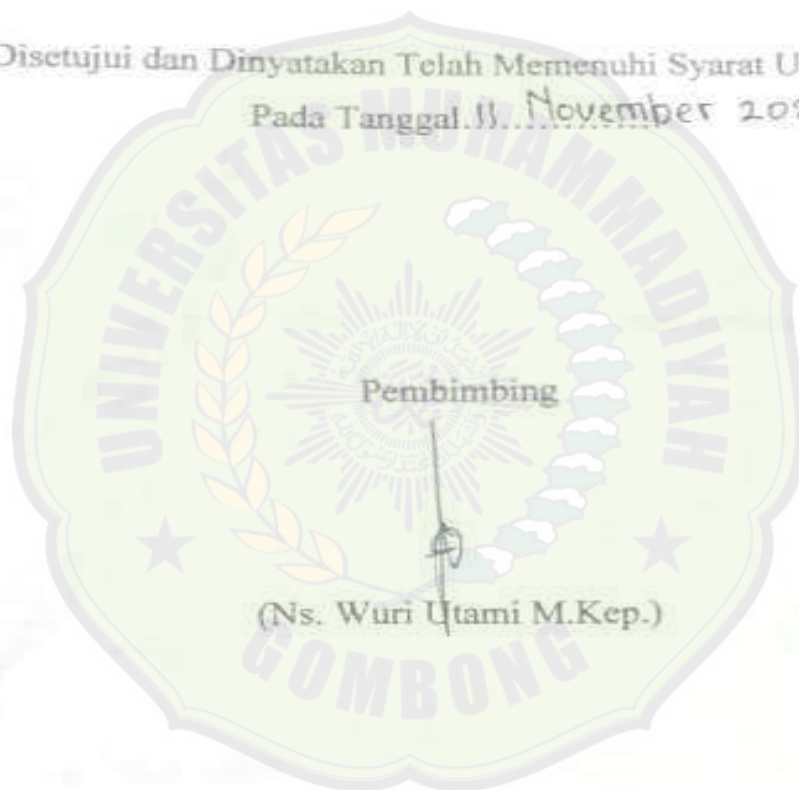 Disetujui dan Dinyatakan Telah Memenuhi Syarat U
Pada Tanggal.11..November 20
UNIVERSITAS MUHAMMADIYAH
Pembimbing
(Ns. Wuri Utami M.Kep.)
GOMBONG